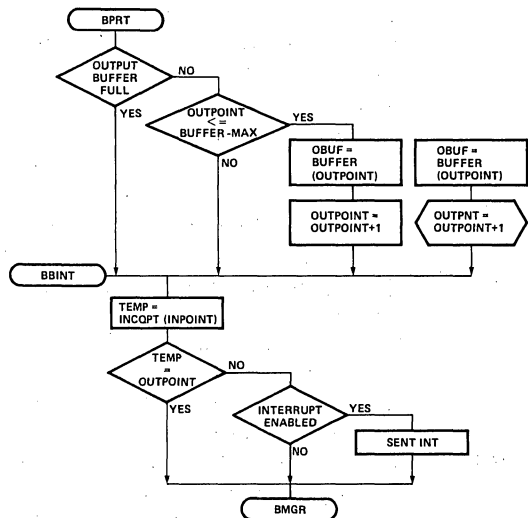 BPRT
OUTPUT
BUFFER
FULL
NO
YES
OUTPOINT
<=
BUFFER-MAX
YES
NO
OBUF =
BUFFER
(OUTPOINT)
OBUF =
BUFFER
(OUTPOINT)
OUTPOINT =
OUTPOINT+1
OUTPNT =
OUTPOINT+1
BBINT
TEMP =
INCOPT (INPOINT)
TEMP
=
OUTPOINT
NO
YES
INTERRUPT
ENABLED
YES
NO
SENT INT
BMGR